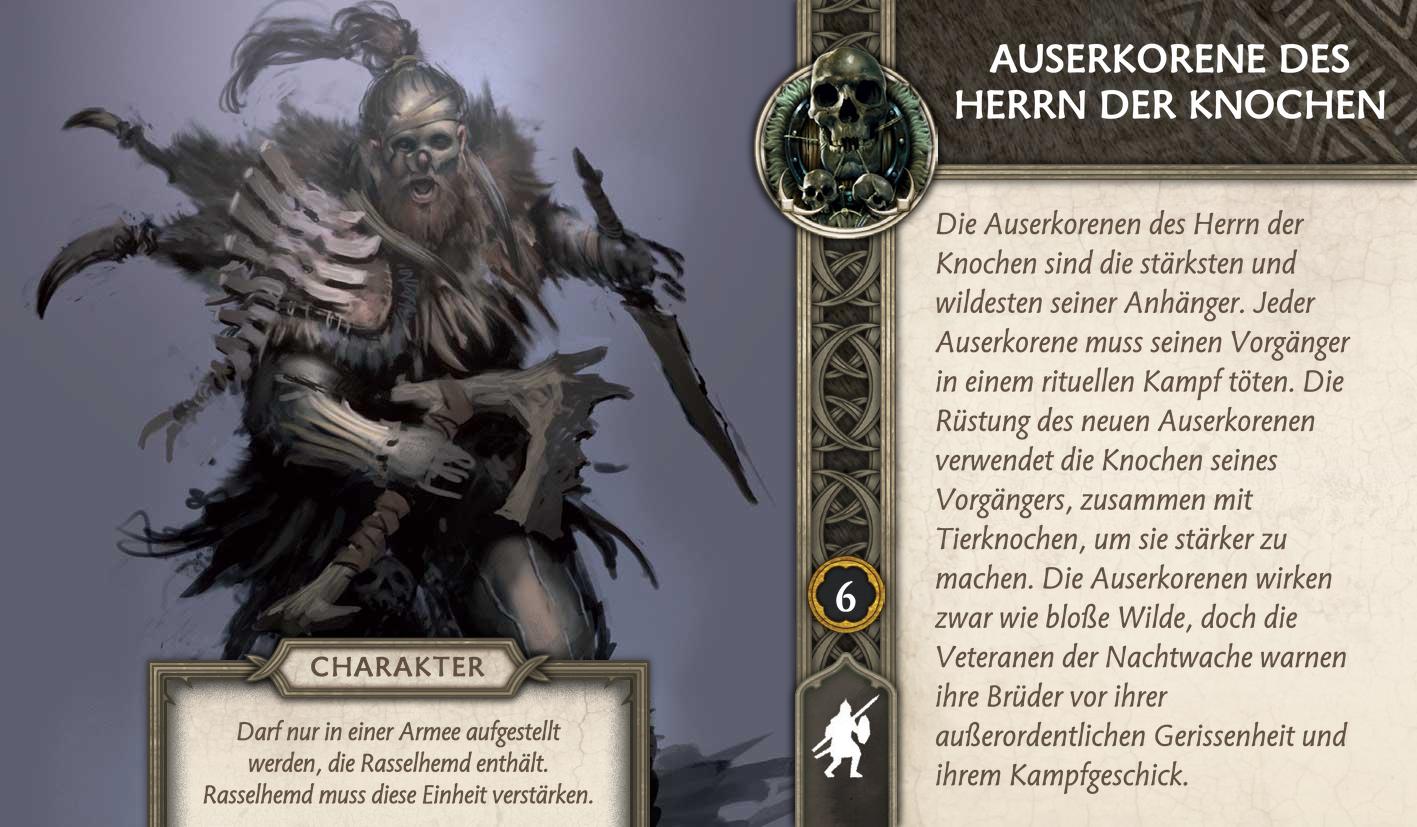 AUSERKORENE DES
HERRN DER KNOCHEN
Die Auserkorenen des Herrn der
Knochen sind die stärksten und
wildesten seiner Anhänger. Jeder
Auserkorene muss seinen Vorgänger
in einem rituellen Kampf töten. Die
Rüstung des neuen Auserkorenen
verwendet die Knochen seines
Vorgängers, zusammen mit
Tierknochen, um sie stärker zu
machen. Die Auserkorenen wirken
zwar wie bloße Wilde, doch die
Veteranen der Nachtwache warnen
ihre Brüder vor ihrer
außerordentlichen Gerissenheit und
ihrem Kampfgeschick.
6
CHARAKTER
Darf nur in einer Armee aufgestellt
werden, die Rasselhemd enthält.
Rasselhemd muss diese Einheit verstärken.